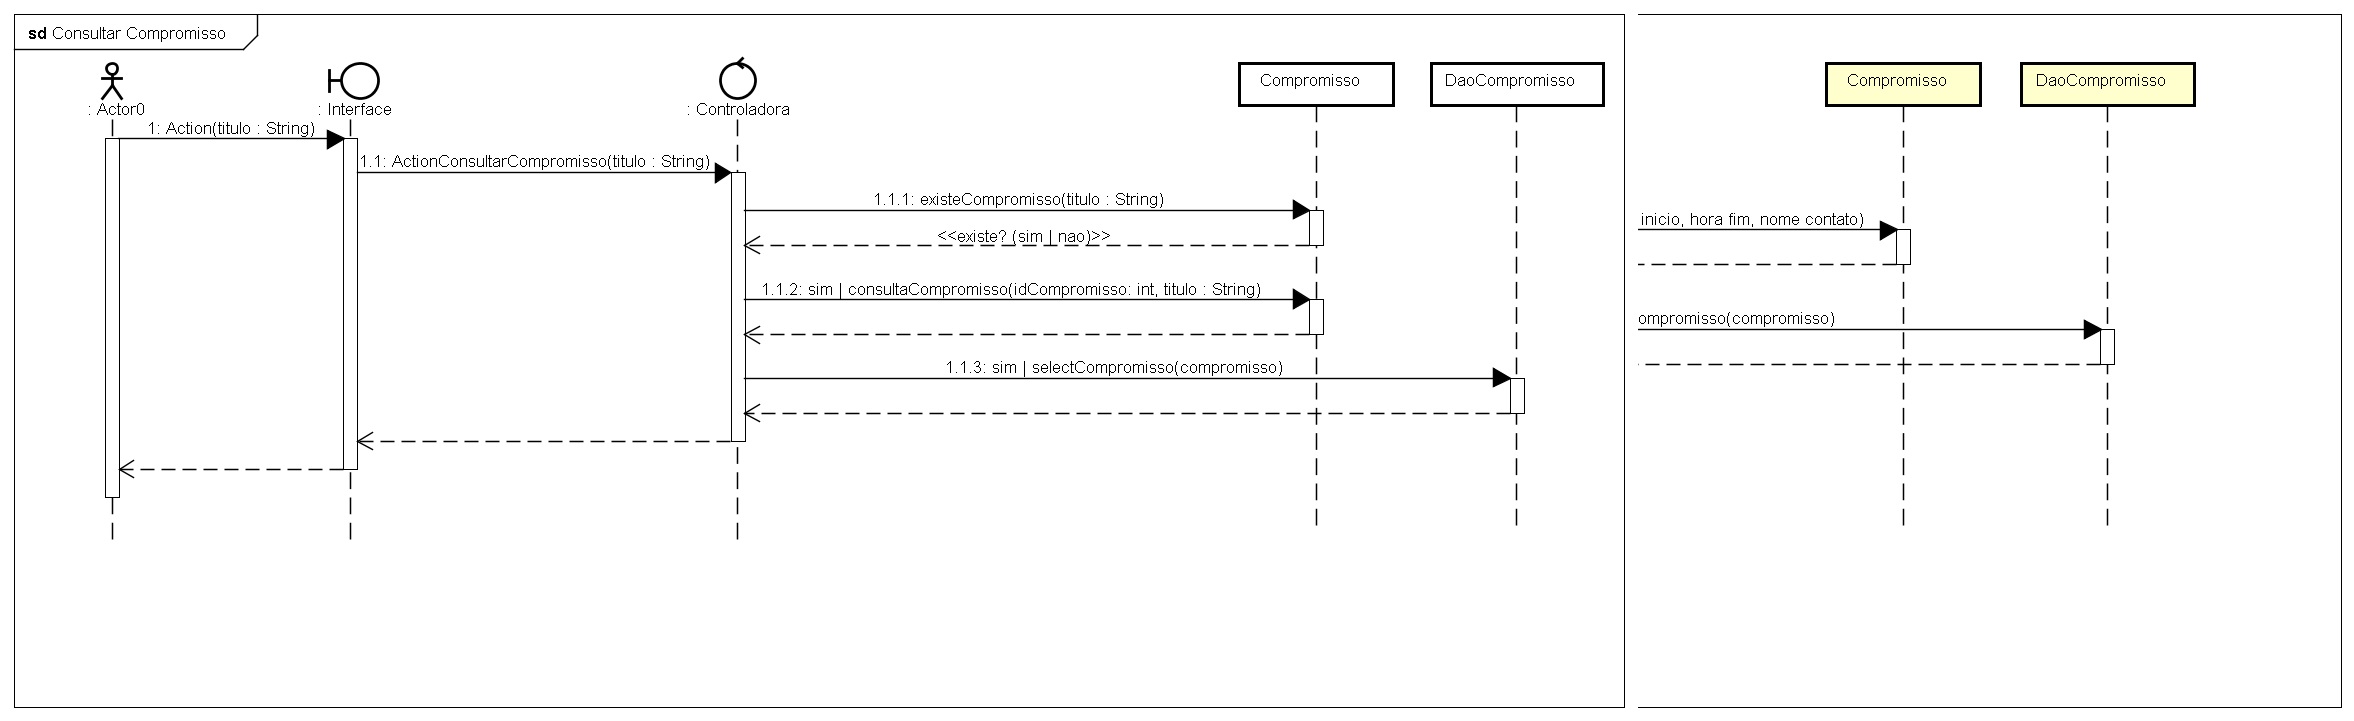 sd Consultar Compromisso
: Actor0
: Interface
: Controladora
Compromisso
DaoCompromisso
Compromisso
DaoCompromisso
1: Action(titulo : String)
1.1: ActionConsultarCompromisso(titulo : String)
1.1.1: existeCompromisso(titulo : String)
inicio, hora fim, nome contato)
<<existe? (sim | nao)>>
1.1.2: sim | consultaCompromisso(idCompromisso: int, titulo : String)
ompromisso(compromisso)
1.1.3: sim | selectCompromisso(compromisso)